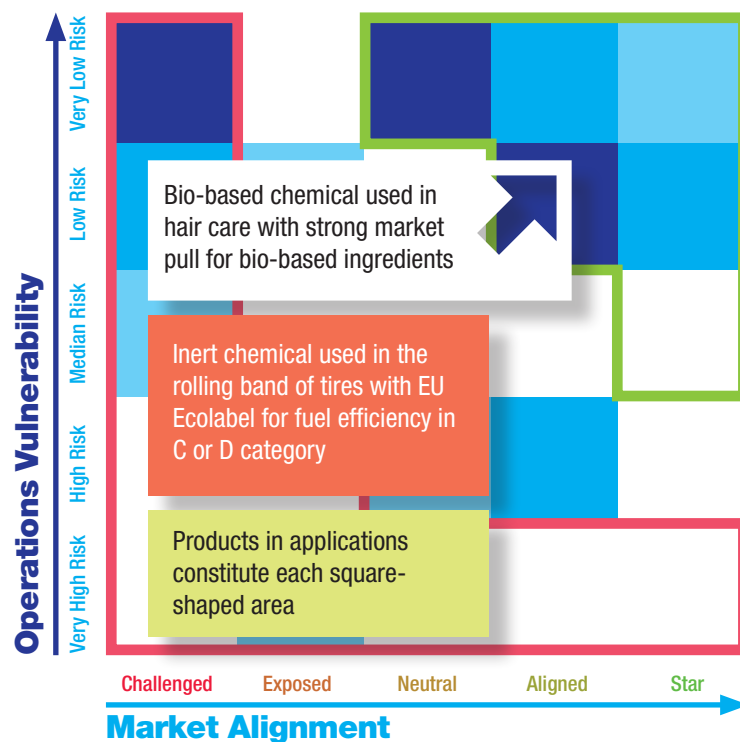 Operations Vulnerability
Very Low Risk
Low Risk
Median Risk
High Risk
Very High Risk
Bio-based chemical used in
hair care with strong market
pull for bio-based ingredients
Inert chemical used in the
rolling band of tires with EU
Ecolabel for fuel efficiency in
C or D category
Products in applications
constitute each square-
shaped area
Challenged
Exposed
Neutral
Aligned
Star
Market Alignment